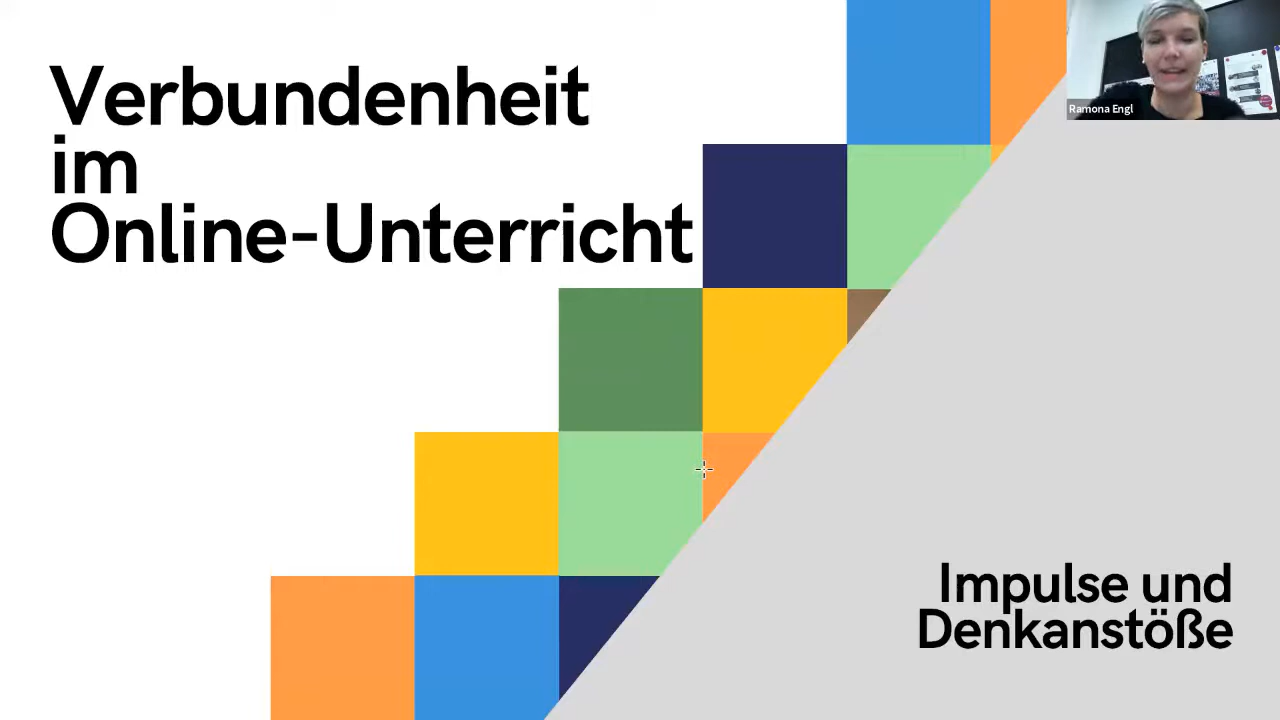 Verbundenheit
im
Online-Unterricht
Ramona Engl
Impulse und
Denkanstöße